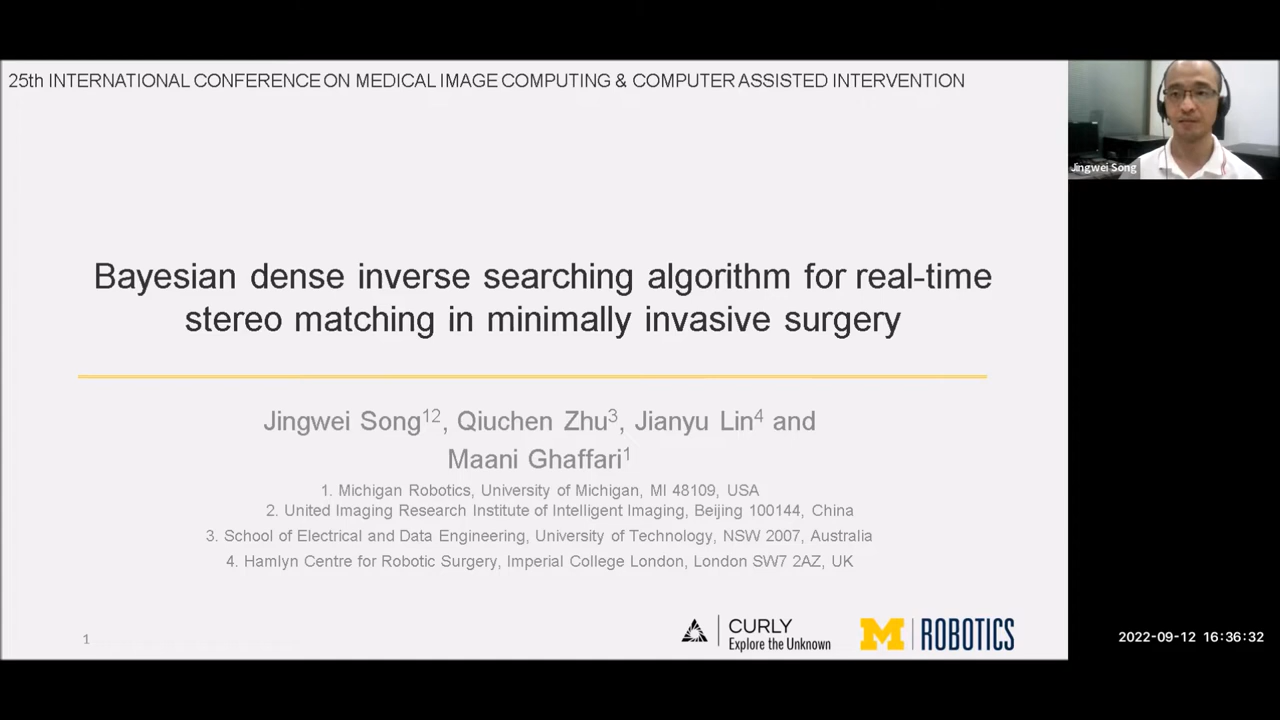 25th INTERNATIONAL CONFERENCE ON MEDICAL IMAGE COMPUTING & COMPUTER ASSISTED INTERVENTION
Jingwei Song
Bayesian dense inverse searching algorithm for real-time
stereo matching in minimally invasive surgery
Jingwei Song12, Qiuchen Zhu3, Jianyu Lin4 and
Maani Ghaffari1
1. Michigan Robotics, University of Michigan, MI 48109, USA
2. United Imaging Research Institute of Intelligent Imaging, Beijing 100144, China
3. School of Electrical and Data Engineering, University of Technology, NSW 2007, Australia
4. Hamlyn Centre for Robotic Surgery, Imperial College London, London SW7 2AZ, UK
1
CURLY
Explore the Unknown
M ROBOTICS
2022-09-12 16:36:32